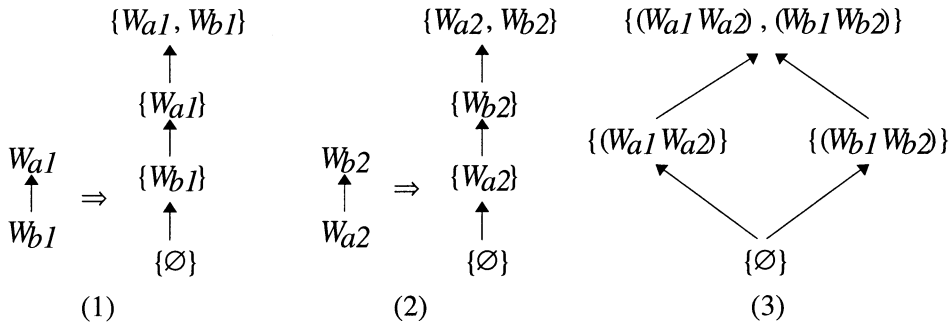 {Wa1, Wb1} {Wa2, Wb2} {(Wa1 Wa2) , (Wb1 Wb2)}
{Wa1} {Wb2}
{(Wa1 Wa2)} {(Wb1 Wb2)}
Wa1 {Wb1} Wb2 {Wa2}
⇒ ⇒
Wb1 Wa2
{∅} {∅} {∅}
(1) (2) (3)